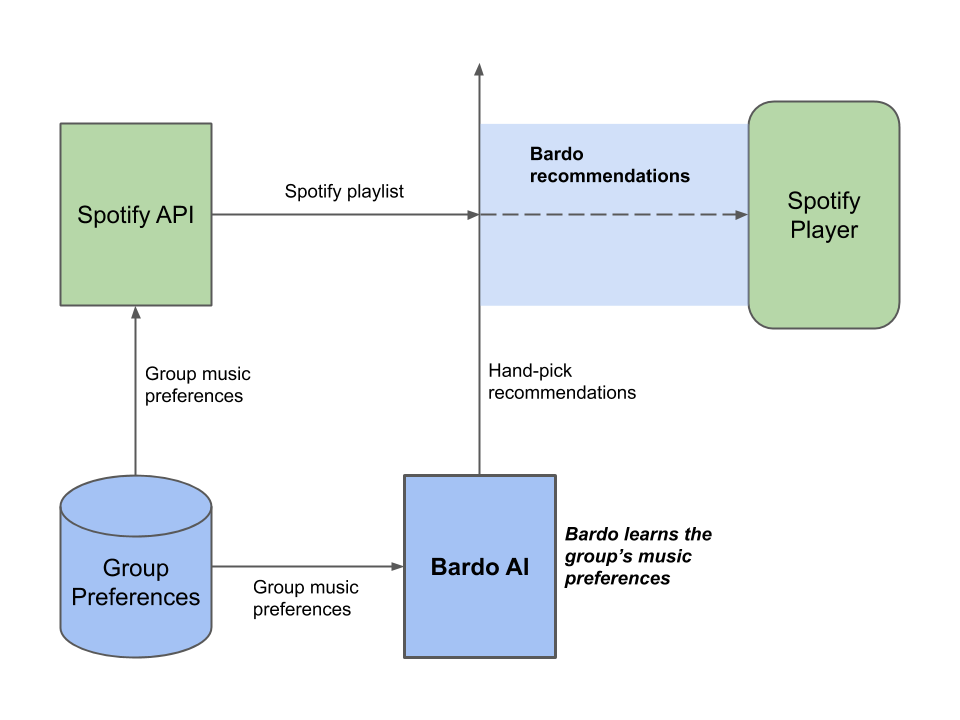 Bardo
recommendations
Spotify playlist
Spotify API
Spotify
Player
Group music
preferences
Hand-pick
recommendations
Group
Preferences
Group music
preferences
Bardo AI
Bardo learns the
group's music
preferences